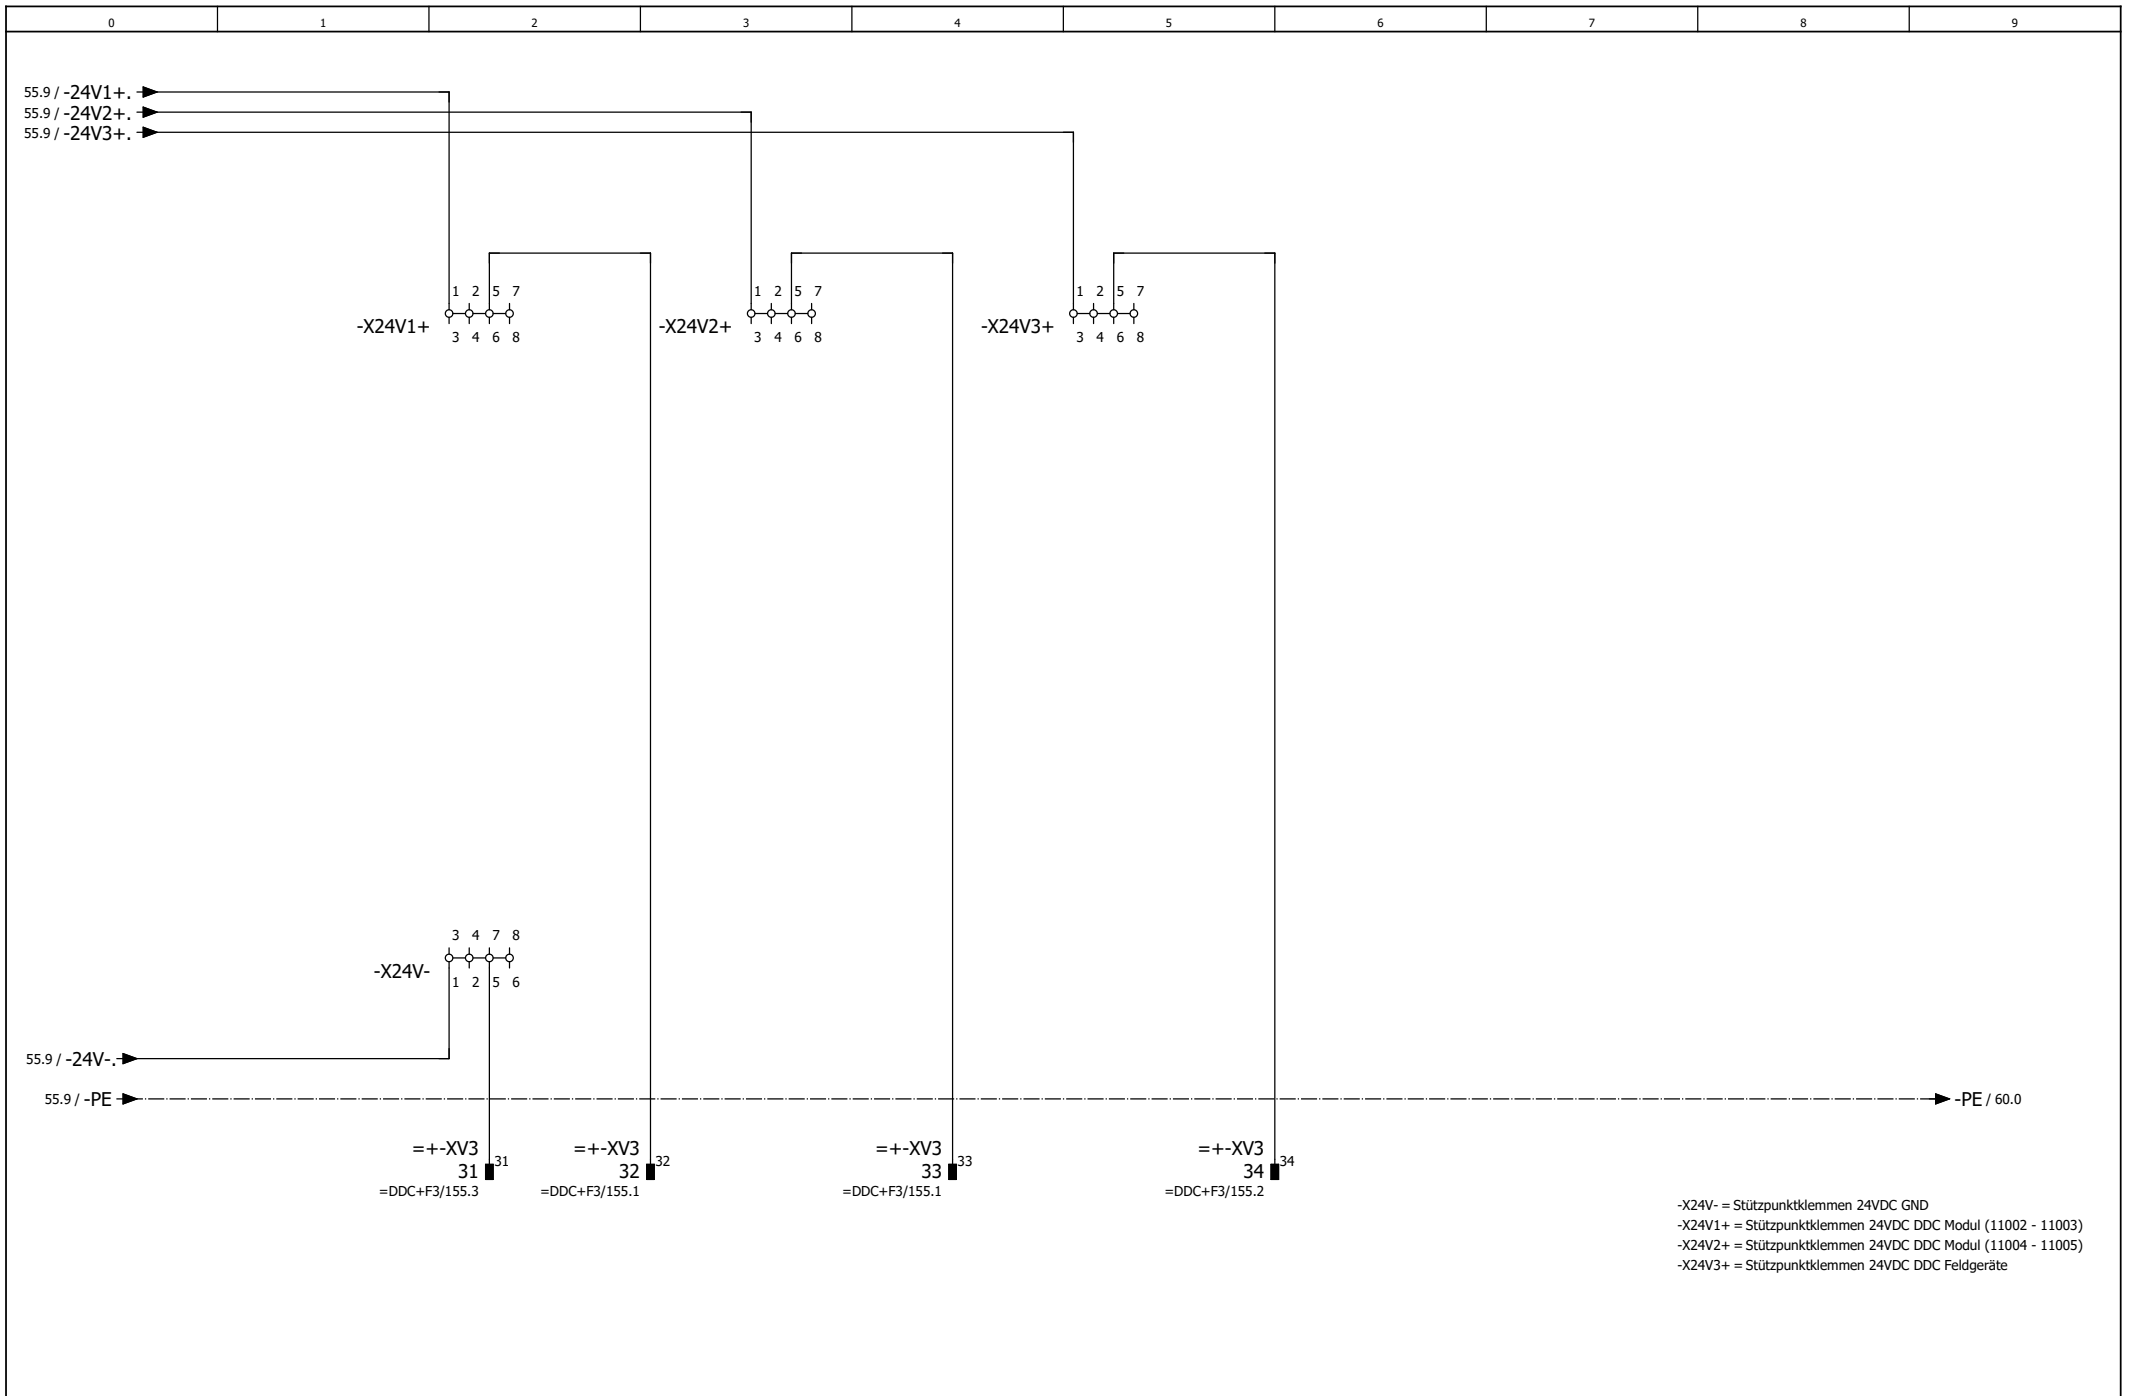 0 1 2 3 4 5 6 7 8 9
55.9 / -24V1+.
55.9 / -24V2+.
55.9 / -24V3+.
1 2 5 7
-X24V1+
3 4 6 8
1 2 5 7
-X24V2+
3 4 6 8
1 2 5 7
-X24V3+
3 4 6 8
3 4 7 8
-X24V-
1 2 5 6
55.9 / -24V-.
55.9 / -PE
-PE / 60.0
=+-XV3
31 31
=DDC+F3/155.3
=+-XV3
32 32
=DDC+F3/155.1
=+-XV3
33 33
=DDC+F3/155.1
=+-XV3
34 34
=DDC+F3/155.2
-X24V- = Stützpunktklemmen 24VDC GND
-X24V1+ = Stützpunktklemmen 24VDC DDC Modul (11002 - 11003)
-X24V2+ = Stützpunktklemmen 24VDC DDC Modul (11004 - 11005)
-X24V3+ = Stützpunktklemmen 24VDC DDC Feldgeräte